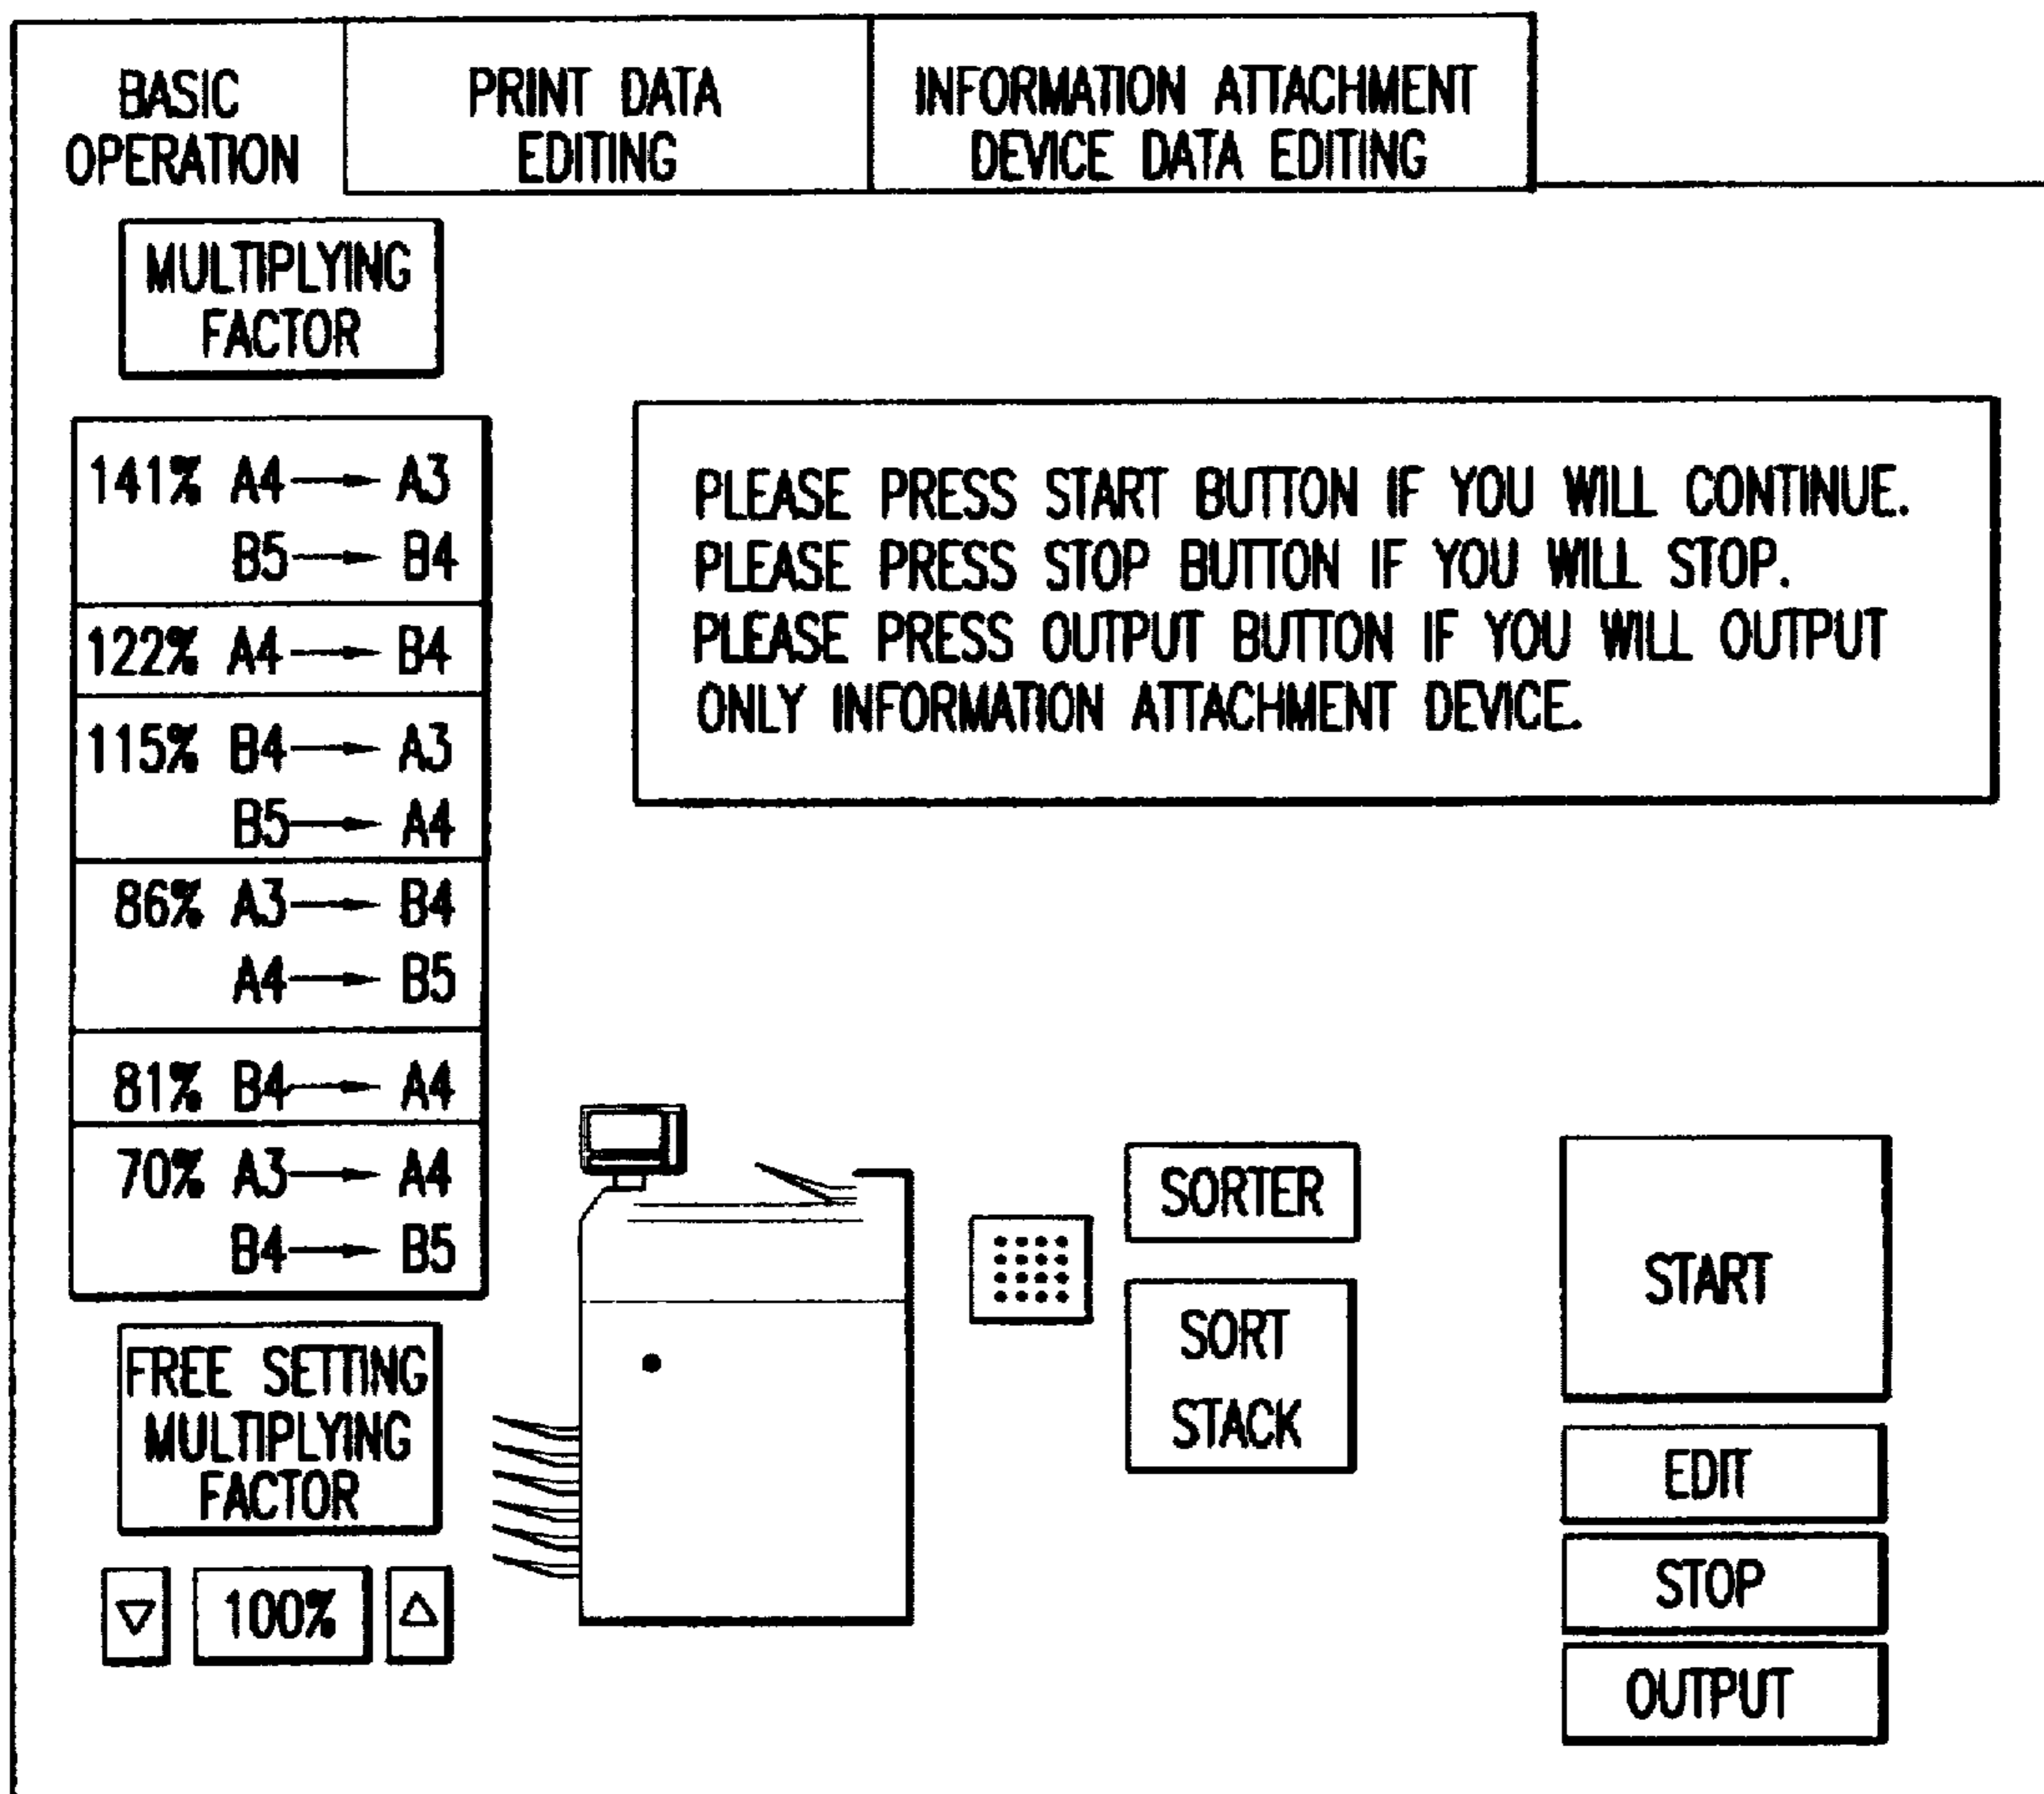 BASIC
OPERATION
PRINT DATA
EDITING
INFORMATION ATTACHMENT
DEVICE DATA EDITING
MULTIPLYING
FACTOR
141% A4 → A3
B5 → B4
122% A4 → B4
115% B4 → A3
B5 → A4
86% A3 → B4
A4 → B5
81% B4 → A4
70% A3 → A4
B4 → B5
FREE SETTING
MULTIPLYING
FACTOR
▽ 100% △
PLEASE PRESS START BUTTON IF YOU WILL CONTINUE.
PLEASE PRESS STOP BUTTON IF YOU WILL STOP.
PLEASE PRESS OUTPUT BUTTON IF YOU WILL OUTPUT
ONLY INFORMATION ATTACHMENT DEVICE.
SORTER
SORT
STACK
START
EDIT
STOP
OUTPUT